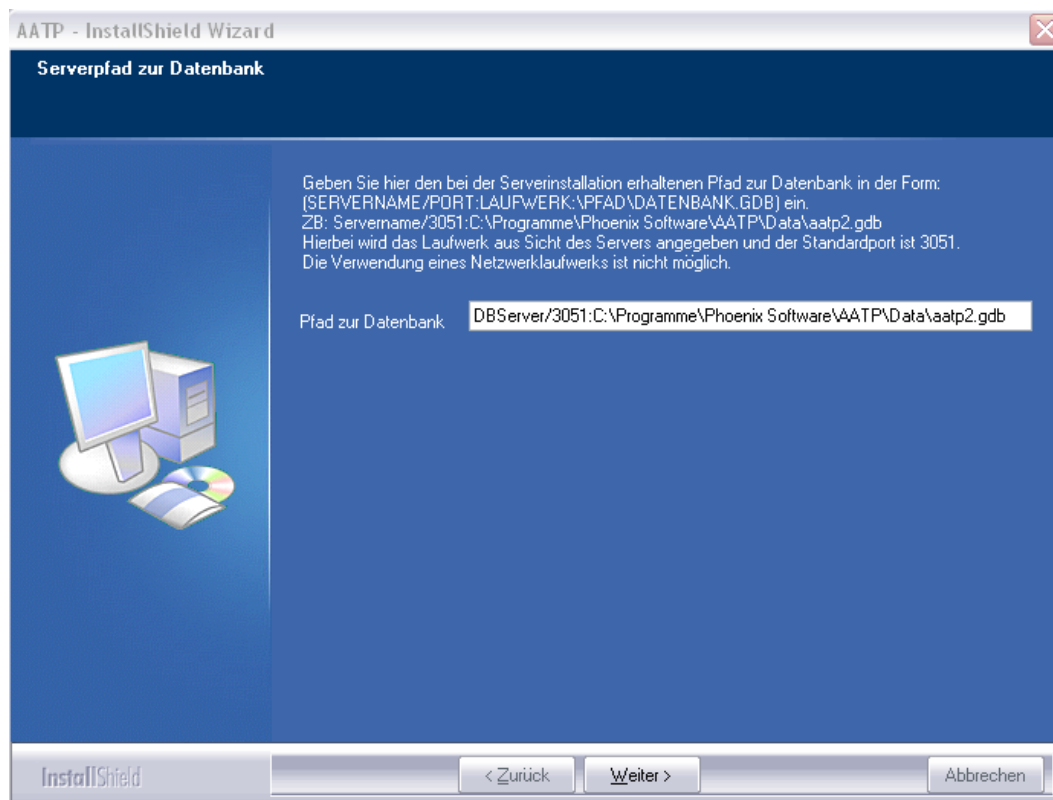 AATP - InstallShield Wizard
Serverpfad zur Datenbank
Geben Sie hier den bei der Serverinstallation erhaltenen Pfad zur Datenbank in der Form:
(SERVERNAME/PORT:LAUFWERK:\PFAD\DATENBANK.GDB) ein.
ZB: Servername/3051:C:\Programme\Phoenix Software\AATP\Data\aatp2.gdb
Hierbei wird das Laufwerk aus Sicht des Servers angegeben und der Standardport ist 3051.
Die Verwendung eines Netzwerklaufwerks ist nicht möglich.
Pfad zur Datenbank DBServer/3051:C:\Programme\Phoenix Software\AATP\Data\aatp2.gdb
InstallShield < Zurück Weiter > Abbrechen